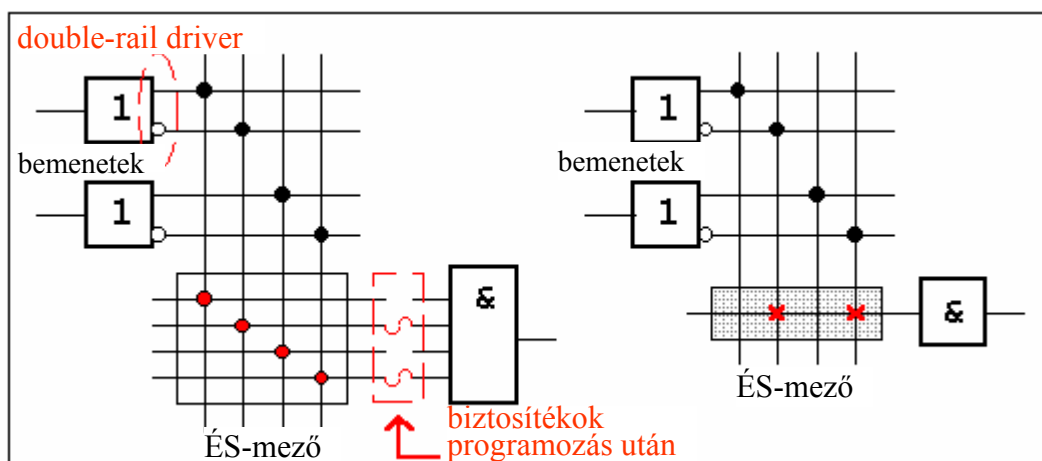 double-rail driver
1
bemenetek
1
&
ÉS-mező
biztosítékok
programozás után
1
bemenetek
1
&
ÉS-mező